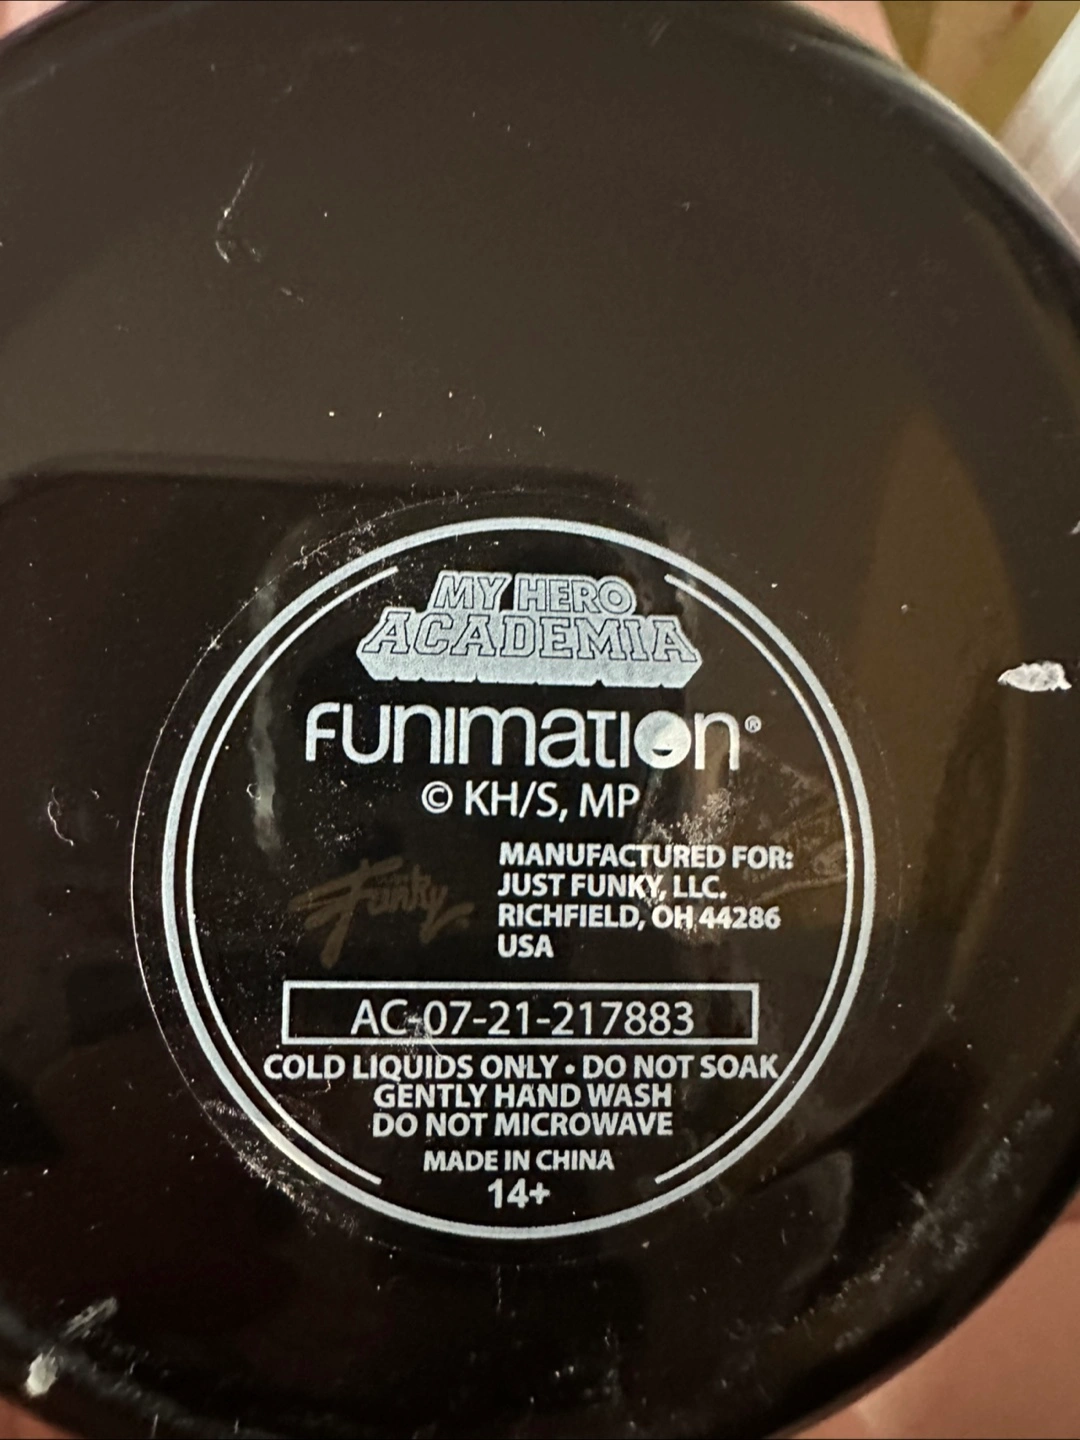 MY HERO
ACADEMIA
FUNIMATION®
© KH/S, MP
Funky
MANUFACTURED FOR:
JUST FUNKY, LLC.
RICHFIELD, OH 44286
USA
AC-07-21-217883
COLD LIQUIDS ONLY • DO NOT SOAK
GENTLY HAND WASH
DO NOT MICROWAVE
MADE IN CHINA
14+